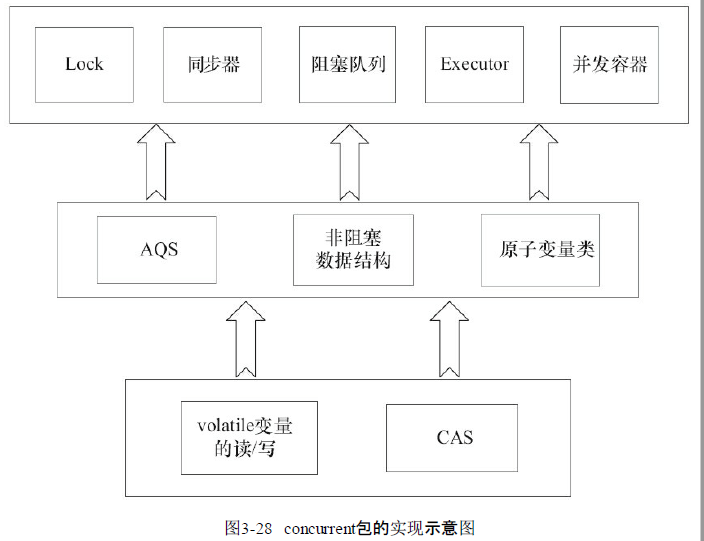 Lock
同步器
阻塞队列
Executor
并发容器
AQS
非阻塞
数据结构
原子变量类
volatile变量
的读/写
CAS
图3-28 concurrent包的实现示意图